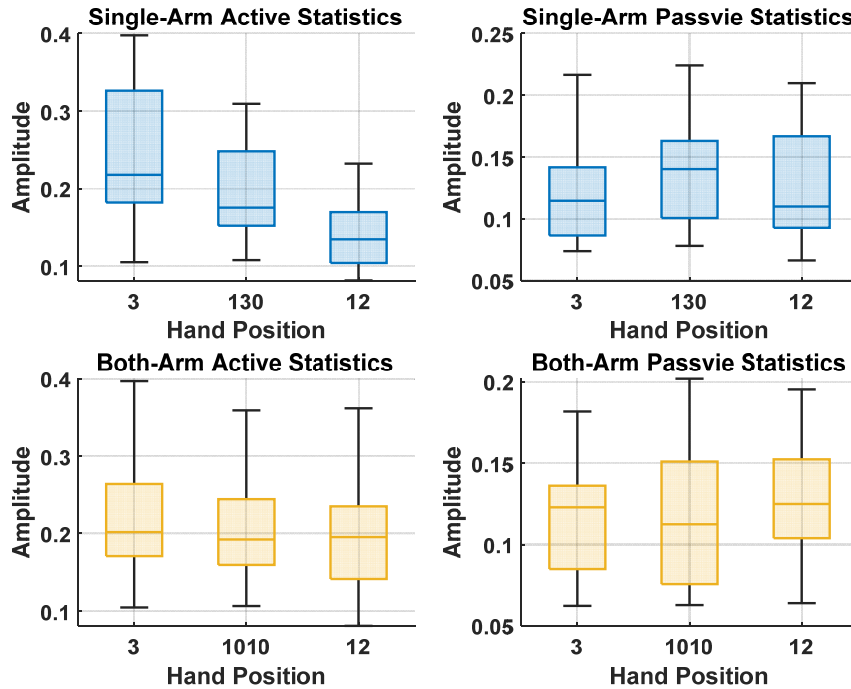 Single-Arm Active Statistics
0.4
0.3
0.2
0.1
Amplitude
3 130 12
Hand Position
Single-Arm Passvie Statistics
0.25
0.2
0.15
0.1
0.05
Amplitude
3 130 12
Hand Position
Both-Arm Active Statistics
0.4
0.3
0.2
0.1
Amplitude
3 1010 12
Hand Position
Both-Arm Passvie Statistics
0.2
0.15
0.1
0.05
Amplitude
3 1010 12
Hand Position